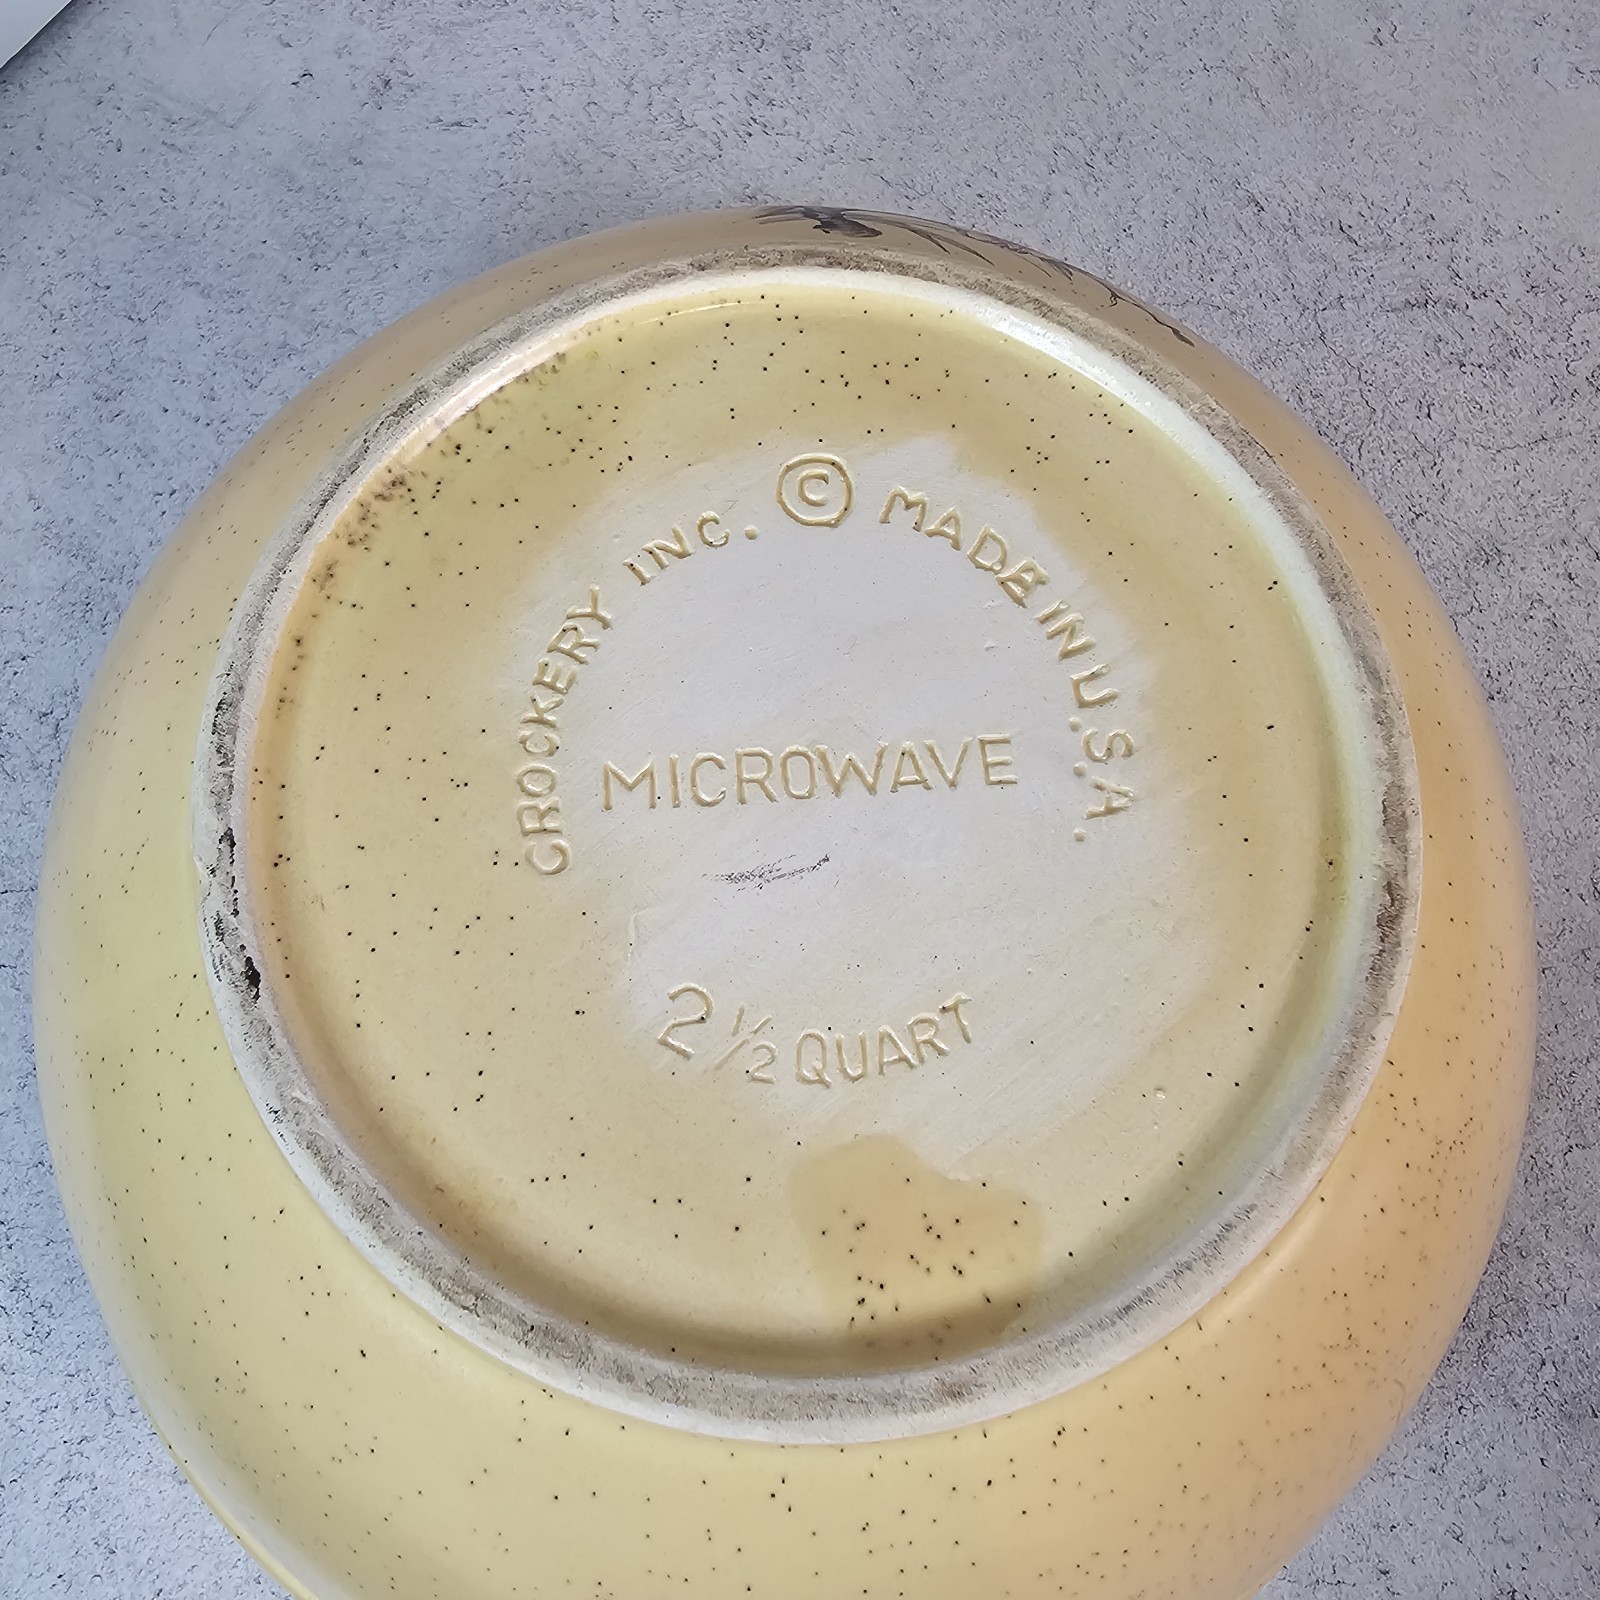 CROCKERY INC. © MADE IN U.S.A.
MICROWAVE
2 1/2 QUART